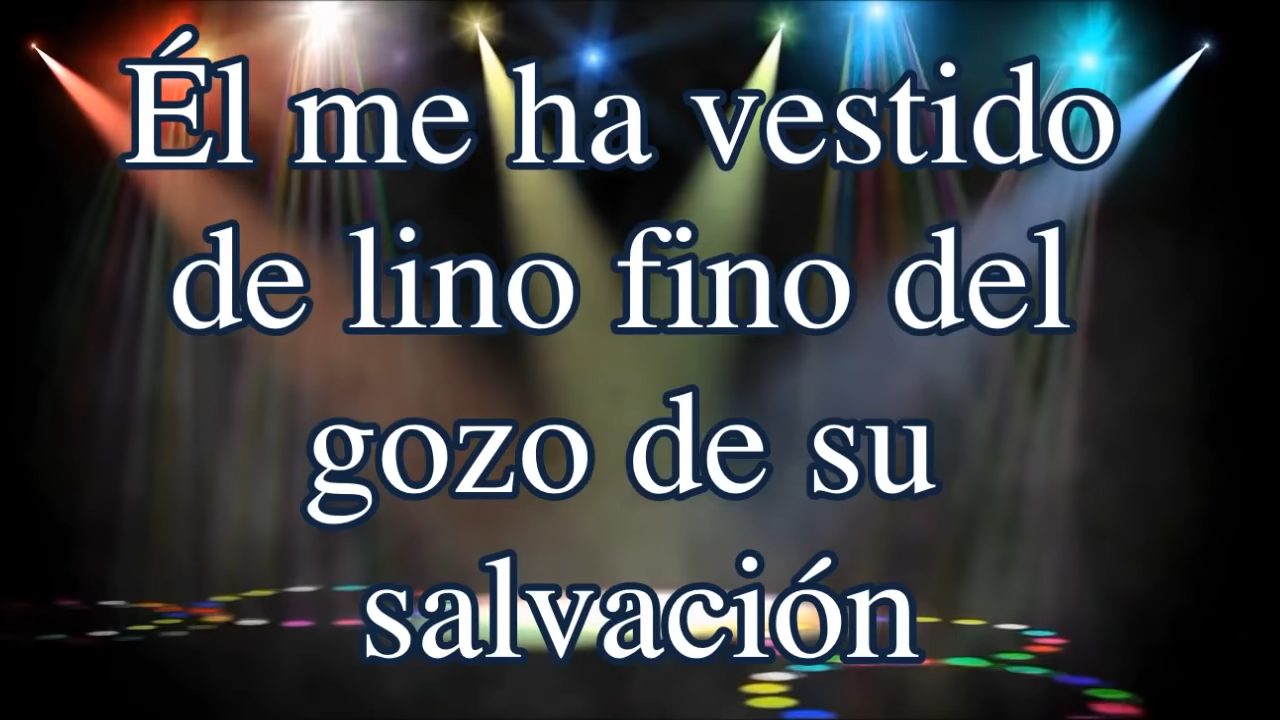 Él me ha vestido
de lino fino del
gozo de su
salvación